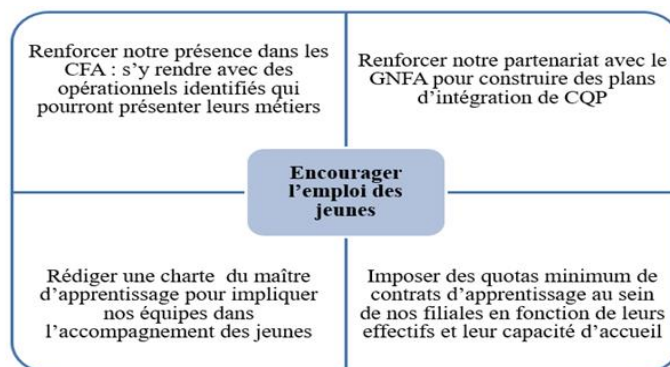 Renforcer notre présence dans les
CFA : s’y rendre avec des
opérationnels identifiés qui
pourront présenter leurs métiers
Renforcer notre partenariat avec le
GNFA pour construire des plans
d’intégration de CQP
Encourager
l’emploi des
jeunes
Rédiger une charte du maître
d’apprentissage pour impliquer
nos équipes dans
l’accompagnement des jeunes
Imposer des quotas minimum de
contrats d’apprentissage au sein
de nos filiales en fonction de leurs
effectifs et leur capacité d’accueil